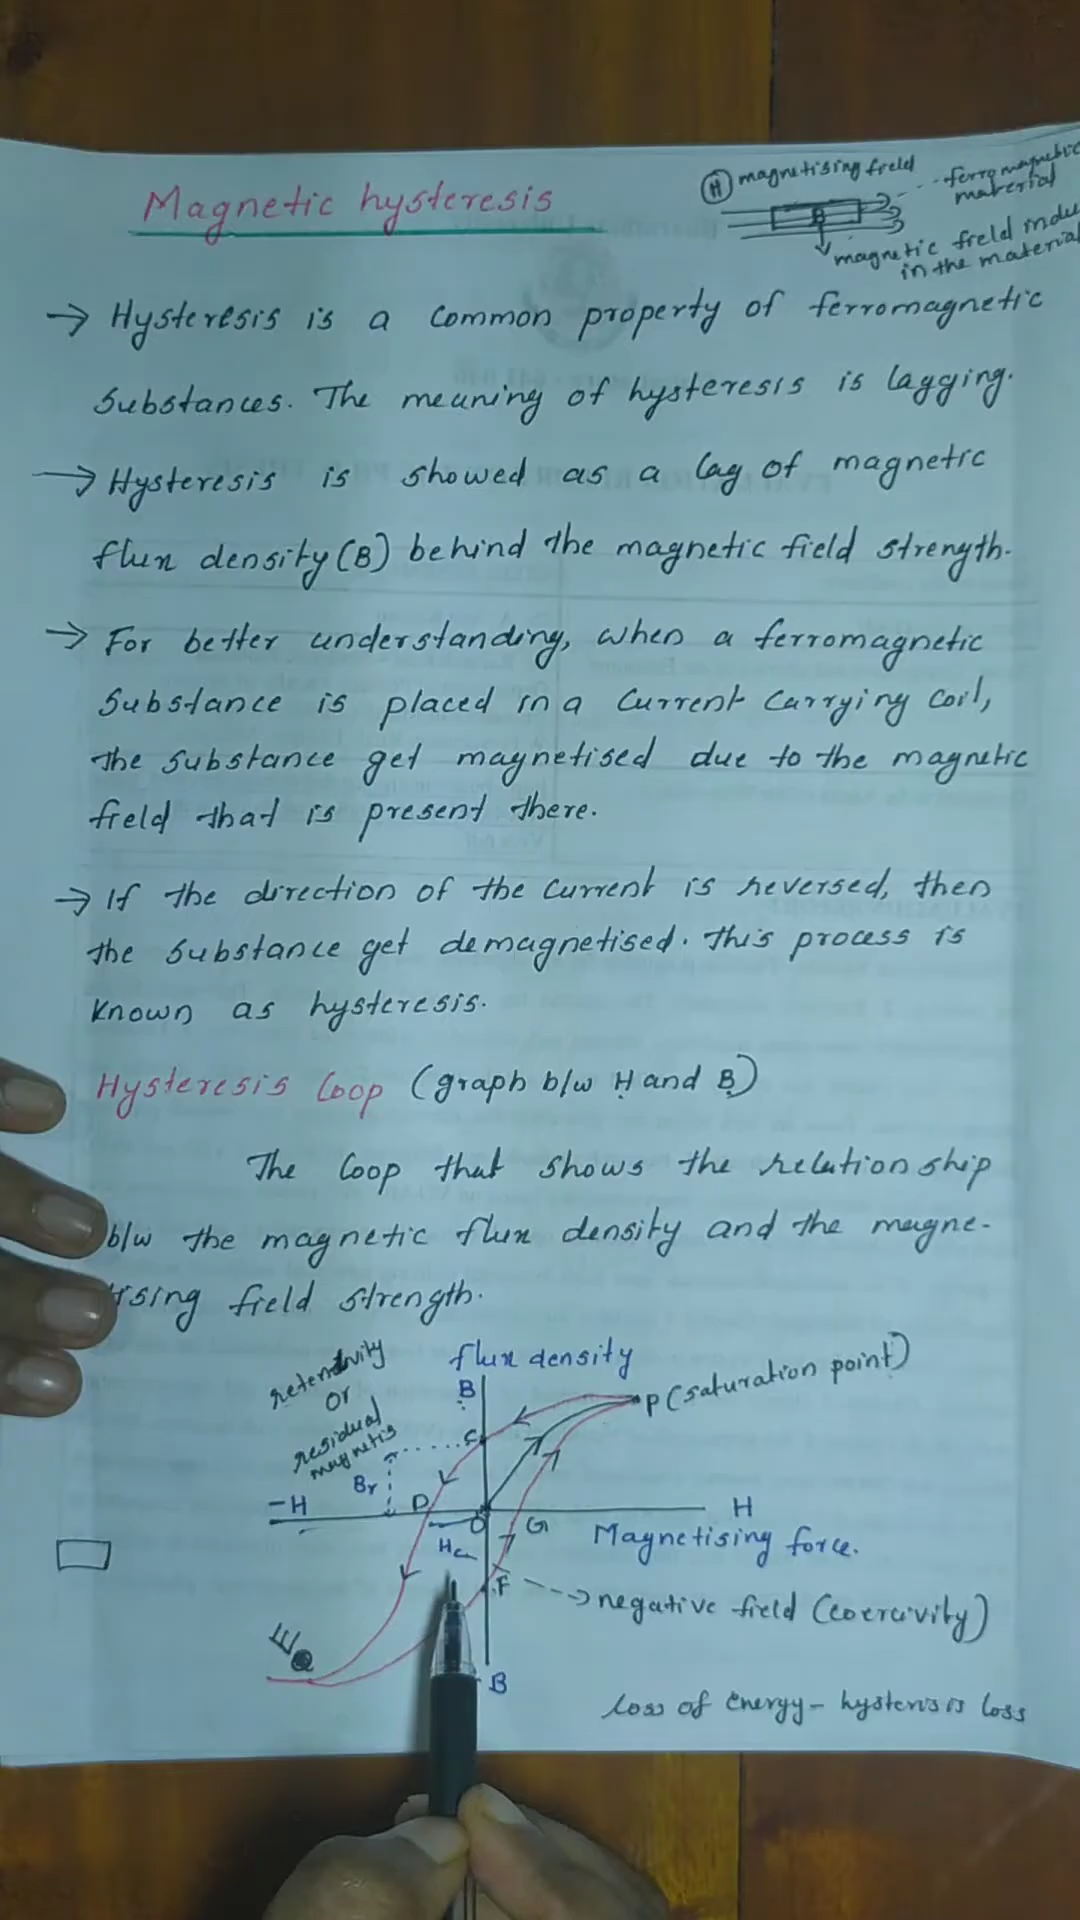 Magnetic hysteresis
(H) magnetising field
ferromagnetic
material
B
magnetic field indu
in the material
→ Hysteresis is a common property of ferromagnetic
substances. The meaning of hysteresis is lagging.
→ Hysteresis is showed as a lag of magnetic
flux density (B) behind the magnetic field strength.
→ For better understanding, when a ferromagnetic
substance is placed in a current carrying coil,
the substance get magnetised due to the magnetic
field that is present there.
→ If the direction of the current is reversed, then
the substance get demagnetised. This process is
known as hysteresis.
Hysteresis Loop (graph b/w H and B)
The loop that shows the relationship
b/w the magnetic flux density and the magne-
tising field strength.
retentivity
or
residual
magnetis
flux density
B
P (saturation point)
C
Br
-H
D
O
G
H
Hc
Magnetising force.
F
negative field (coercivity)
E
B
loss of energy - hysterisis loss